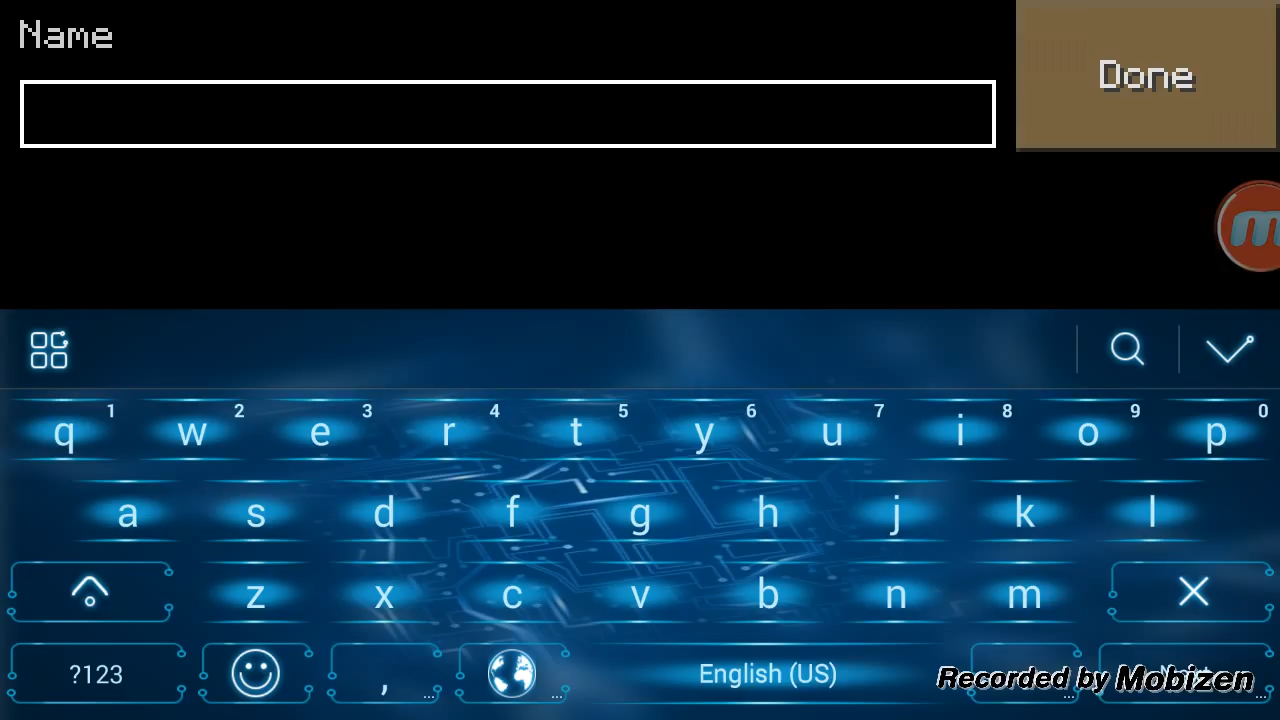 Name
Done
m
1 2 3 4 5 6 7 8 9 0
q w e r t y u i o p
a s d f g h j k l
z x c v b n m
?123 , ... ... English (US) ... ...
Recorded by Mobizen